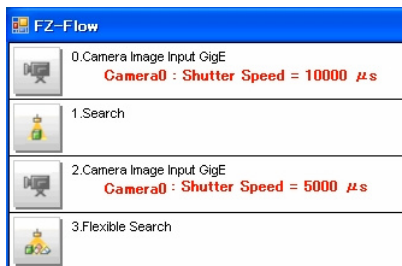 FZ-Flow
0.Camera Image Input GigE
Camera0 : Shutter Speed = 10000 μs
1.Search
2.Camera Image Input GigE
Camera0 : Shutter Speed = 5000 μs
3.Flexible Search